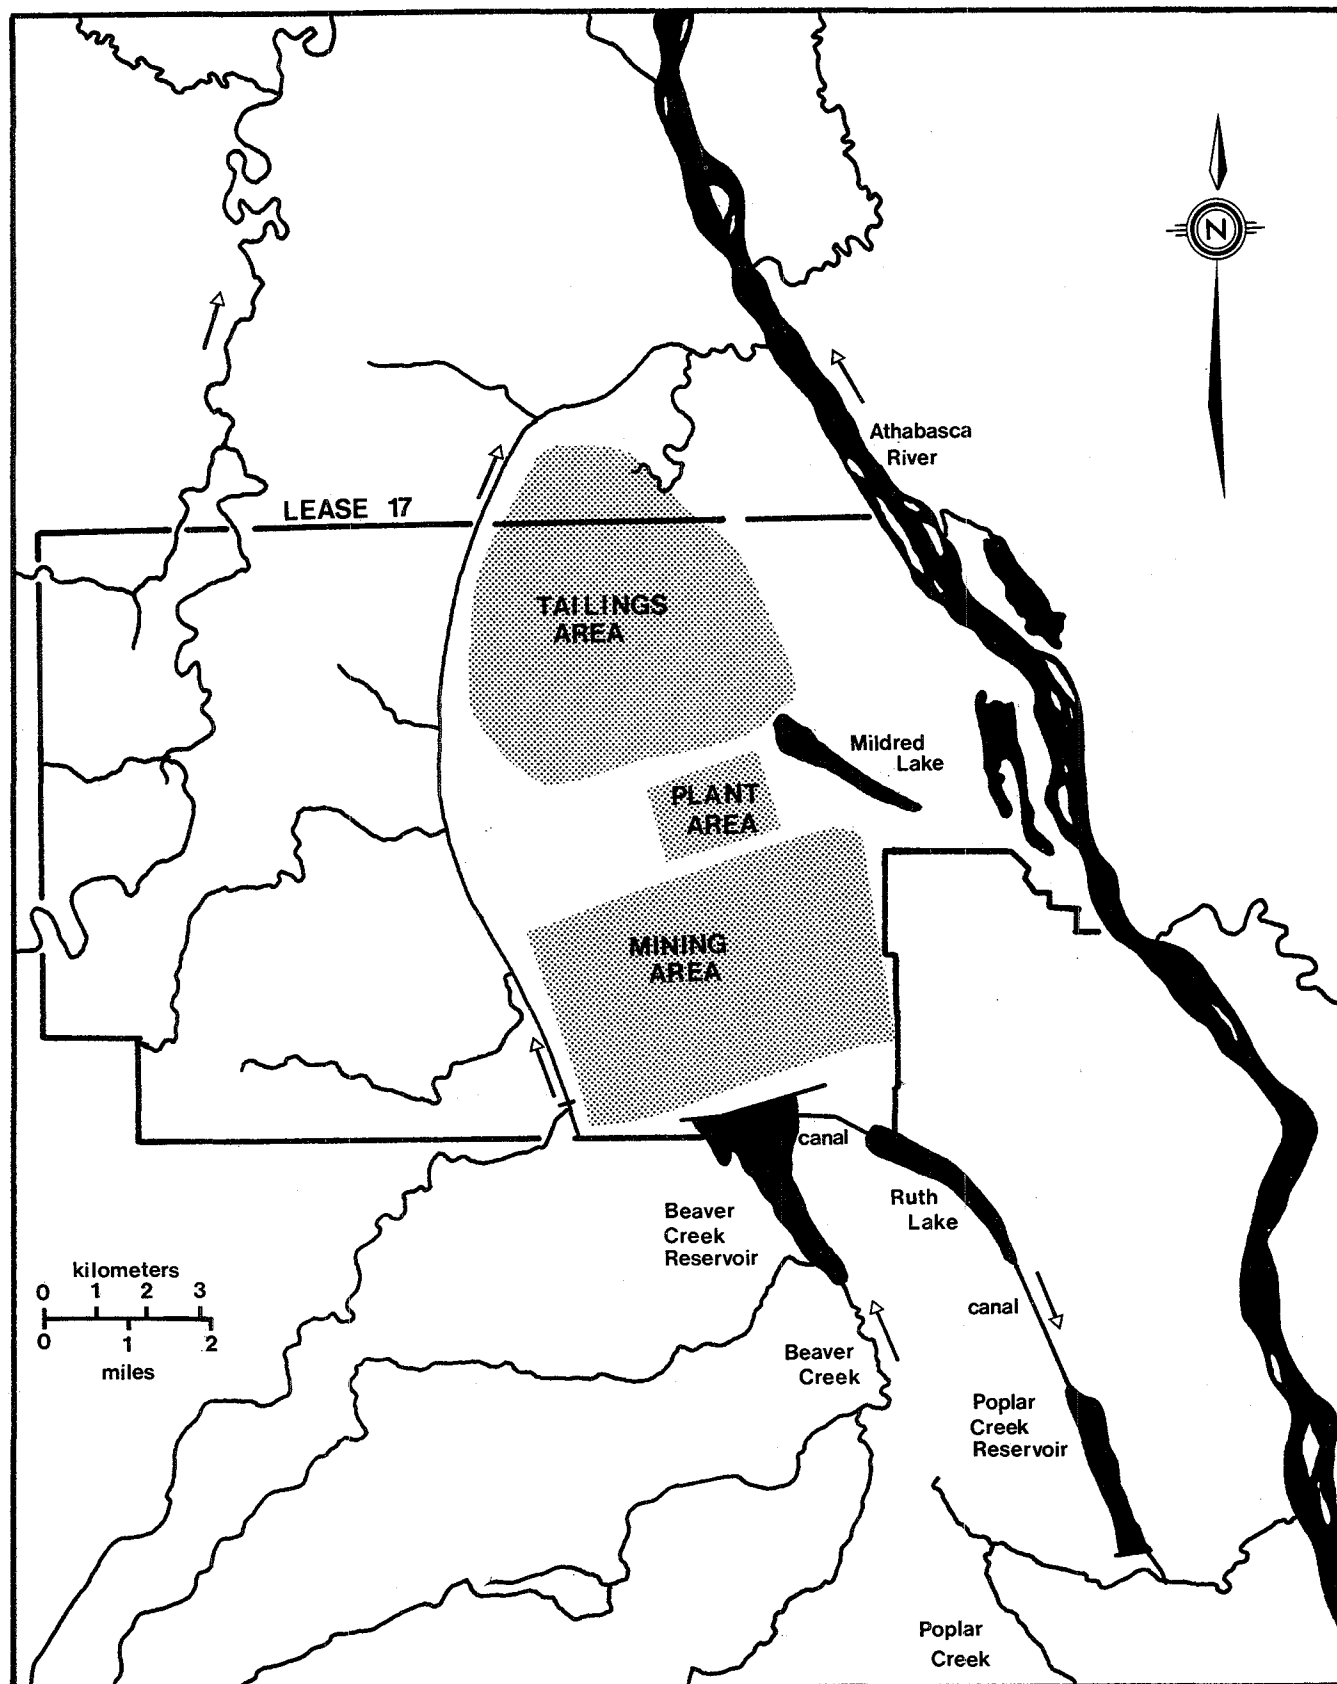 N
Athabasca
River
LEASE 17
TAILINGS
AREA
Mildred
Lake
PLANT
AREA
MINING
AREA
canal
Ruth
Lake
Beaver
Creek
Reservoir
kilometers
0 1 2 3
0 1 2
miles
canal
Beaver
Creek
Poplar
Creek
Reservoir
Poplar
Creek